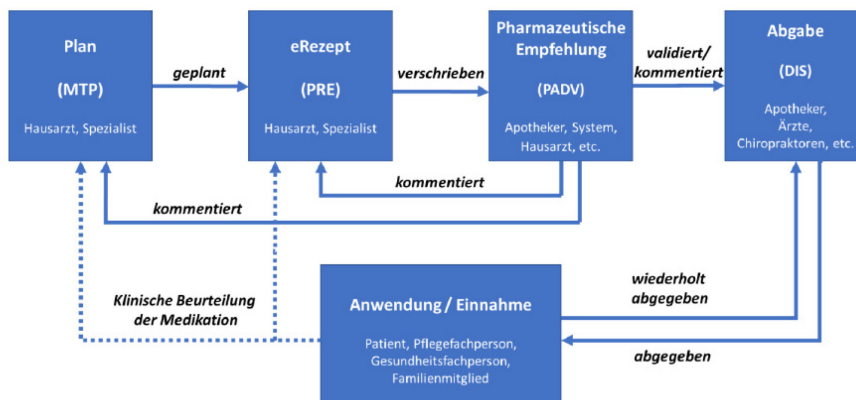 Plan
(MTP)
Hausarzt, Spezialist
geplant
eRezept
(PRE)
Hausarzt, Spezialist
verschrieben
Pharmazeutische
Empfehlung
(PADV)
Apotheker, System,
Hausarzt, etc.
validiert/
kommentiert
Abgabe
(DIS)
Apotheker,
Ärzte,
Chiropraktoren, etc.
kommentiert
kommentiert
Klinische Beurteilung
der Medikation
Anwendung / Einnahme
Patient, Pflegefachperson,
Gesundheitsfachperson,
Familienmitglied
wiederholt
abgegeben
abgegeben